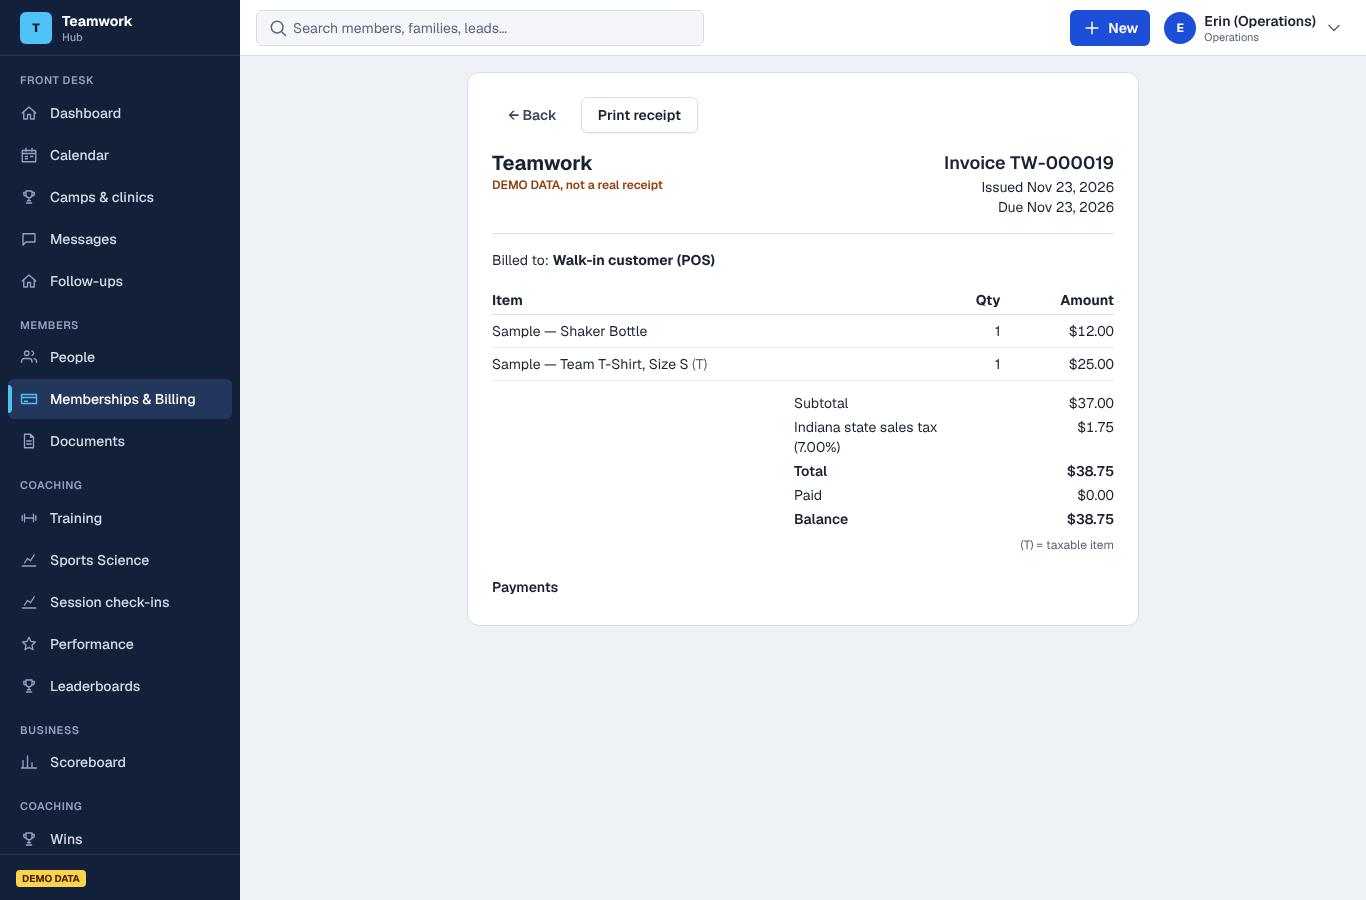 T
Teamwork
Hub
FRONT DESK
Dashboard
Calendar
Camps & clinics
Messages
Follow-ups
MEMBERS
People
Memberships & Billing
Documents
COACHING
Training
Sports Science
Session check-ins
Performance
Leaderboards
BUSINESS
Scoreboard
COACHING
Wins
DEMO DATA
Search members, families, leads…
+ New
E
Erin (Operations)
Operations
← Back
Print receipt
Teamwork
DEMO DATA, not a real receipt
Invoice TW-000019
Issued Nov 23, 2026
Due Nov 23, 2026
Billed to: Walk-in customer (POS)
Item Qty Amount
Sample — Shaker Bottle 1 $12.00
Sample — Team T-Shirt, Size S (T) 1 $25.00
Subtotal $37.00
Indiana state sales tax $1.75
(7.00%)
Total $38.75
Paid $0.00
Balance $38.75
(T) = taxable item
Payments